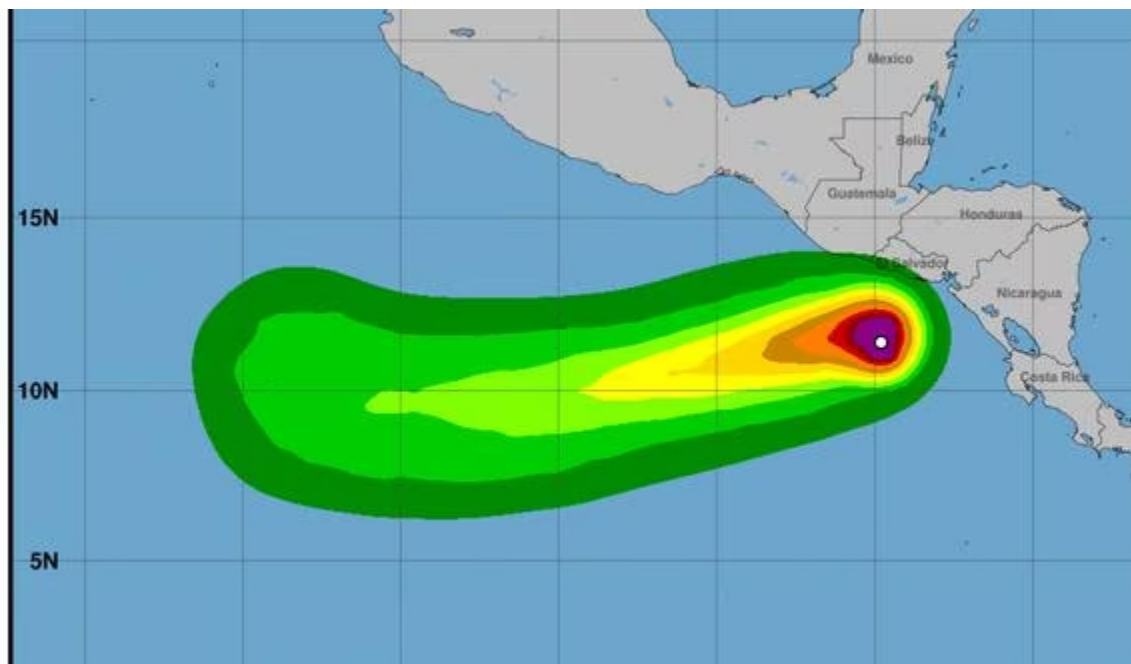 Mexico
Belize
Guatemala
15N
Honduras
El Salvador
Nicaragua
Costa Rica
10N
5N